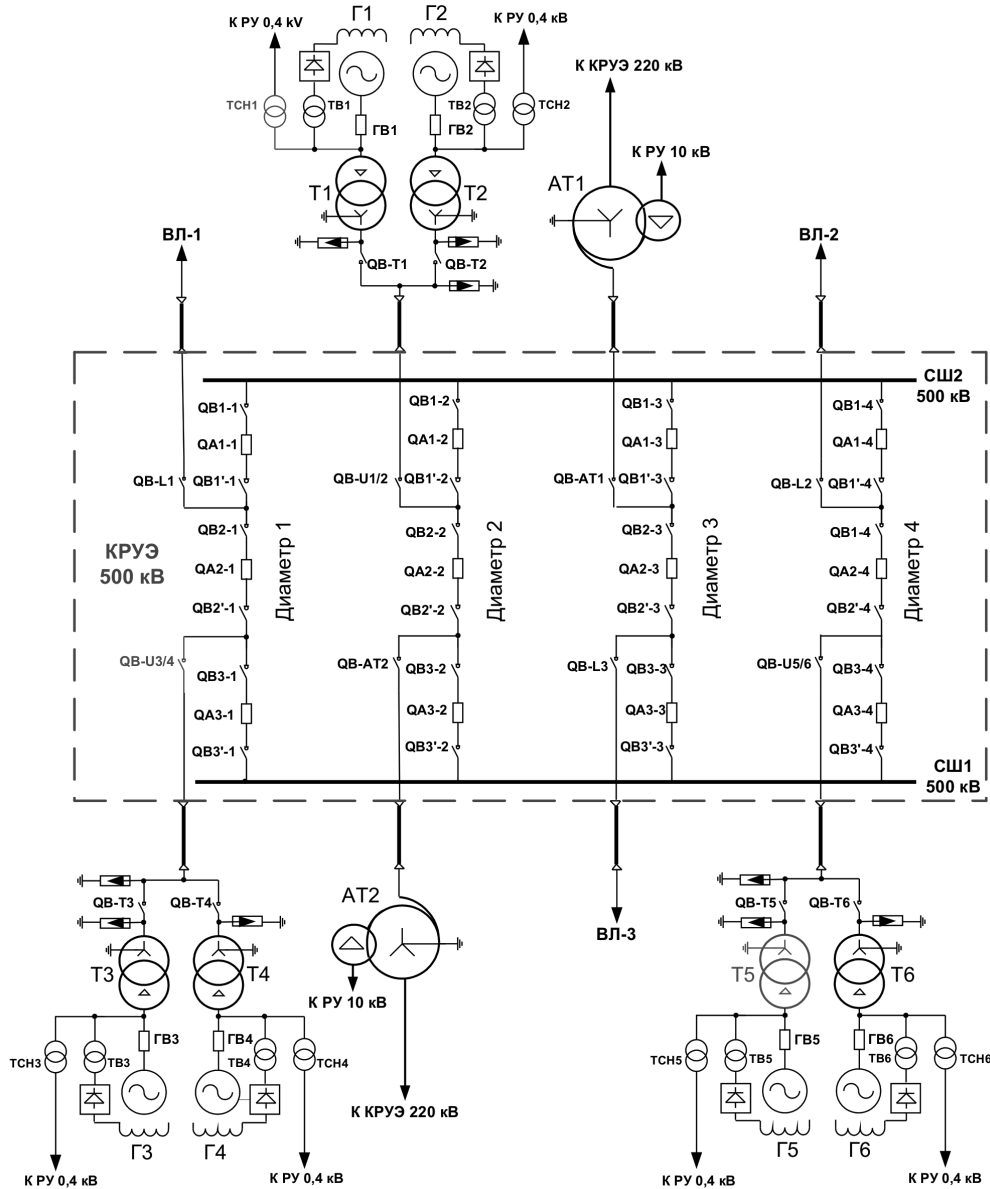 К РУ 0,4 kV
Г1
Г2
К РУ 0,4 кВ
ТСН1
ТВ1
ГВ1
ТВ2
ГВ2
ТСН2
Т1
Т2
QB-T1
QB-T2
К КРУЭ 220 кВ
К РУ 10 кВ
АТ1
ВЛ-1
ВЛ-2
СШ2
500 кВ
QB1-1
QA1-1
QB-L1
QB1'-1
QB2-1
QA2-1
QB2'-1
QB-U3/4
QB3-1
QA3-1
QB3'-1
Диаметр 1
КРУЭ
500 кВ
QB1-2
QA1-2
QB-U1/2
QB1'-2
QB2-2
QA2-2
QB2'-2
QB-AT2
QB3-2
QA3-2
QB3'-2
Диаметр 2
QB1-3
QA1-3
QB-AT1
QB1'-3
QB2-3
QA2-3
QB2'-3
QB-L3
QB3-3
QA3-3
QB3'-3
Диаметр 3
QB1-4
QA1-4
QB-L2
QB1'-4
QB1-4
QA2-4
QB2'-4
QB-U5/6
QB3-4
QA3-4
QB3'-4
Диаметр 4
СШ1
500 кВ
QB-T3
QB-T4
Т3
Т4
ТСН3
ТВ3
ГВ3
ГВ4
ТВ4
ТСН4
Г3
Г4
К РУ 0,4 кВ
К РУ 0,4 кВ
АТ2
К РУ 10 кВ
К КРУЭ 220 кВ
ВЛ-3
QB-T5
QB-T6
Т5
Т6
ТСН5
ТВ5
ГВ5
ГВ6
ТВ6
ТСН6
Г5
Г6
К РУ 0,4 кВ
К РУ 0,4 кВ